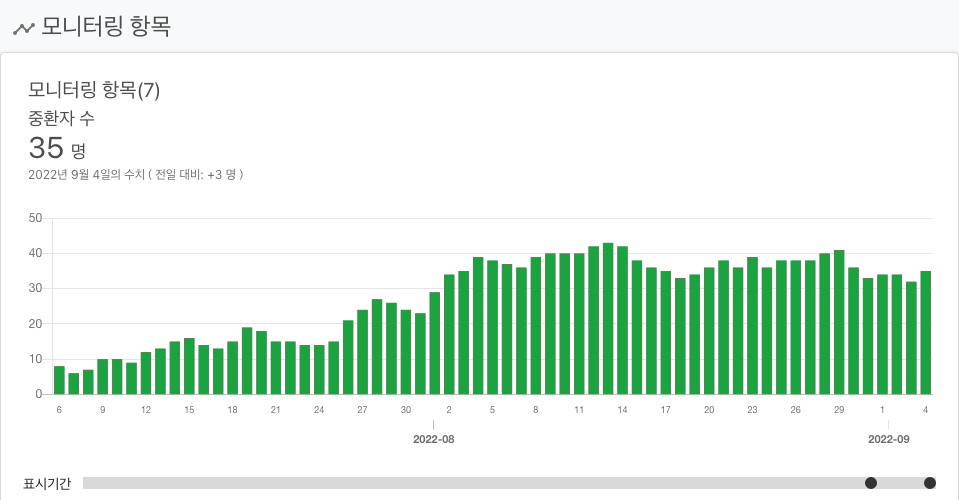 모니터링 항목
모니터링 항목(7)
중환자 수
35 명
2022년 9월 4일의 수치 ( 전일 대비: +3 명 )
50
40
30
20
10
0
6 9 12 15 18 21 24 27 30 2 5 8 11 14 17 20 23 26 29 1 4
2022-08 2022-09
표시기간